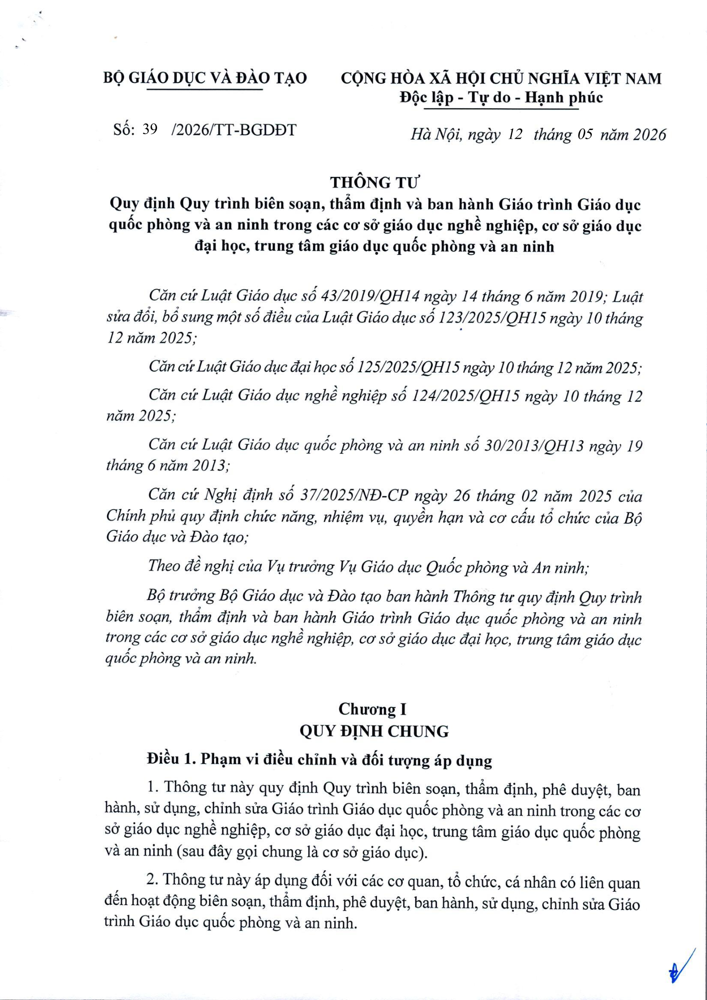 BỘ GIÁO DỤC VÀ ĐÀO TẠO
CỘNG HÒA XÃ HỘI CHỦ NGHĨA VIỆT NAM
Độc lập - Tự do - Hạnh phúc
Số: 39 /2026/TT-BGDĐT
Hà Nội, ngày 12 tháng 05 năm 2026
THÔNG TƯ
Quy định Quy trình biên soạn, thẩm định và ban hành Giáo trình Giáo dục
quốc phòng và an ninh trong các cơ sở giáo dục nghề nghiệp, cơ sở giáo dục
đại học, trung tâm giáo dục quốc phòng và an ninh
Căn cứ Luật Giáo dục số 43/2019/QH14 ngày 14 tháng 6 năm 2019; Luật
sửa đổi, bổ sung một số điều của Luật Giáo dục số 123/2025/QH15 ngày 10 tháng
12 năm 2025;
Căn cứ Luật Giáo dục đại học số 125/2025/QH15 ngày 10 tháng 12 năm 2025;
Căn cứ Luật Giáo dục nghề nghiệp số 124/2025/QH15 ngày 10 tháng 12
năm 2025;
Căn cứ Luật Giáo dục quốc phòng và an ninh số 30/2013/QH13 ngày 19
tháng 6 năm 2013;
Căn cứ Nghị định số 37/2025/NĐ-CP ngày 26 tháng 02 năm 2025 của
Chính phủ quy định chức năng, nhiệm vụ, quyền hạn và cơ cấu tổ chức của Bộ
Giáo dục và Đào tạo;
Theo đề nghị của Vụ trưởng Vụ Giáo dục Quốc phòng và An ninh;
Bộ trưởng Bộ Giáo dục và Đào tạo ban hành Thông tư quy định Quy trình
biên soạn, thẩm định và ban hành Giáo trình Giáo dục quốc phòng và an ninh
trong các cơ sở giáo dục nghề nghiệp, cơ sở giáo dục đại học, trung tâm giáo dục
quốc phòng và an ninh.
Chương I
QUY ĐỊNH CHUNG
Điều 1. Phạm vi điều chỉnh và đối tượng áp dụng
1. Thông tư này quy định Quy trình biên soạn, thẩm định, phê duyệt, ban
hành, sử dụng, chỉnh sửa Giáo trình Giáo dục quốc phòng và an ninh trong các cơ
sở giáo dục nghề nghiệp, cơ sở giáo dục đại học, trung tâm giáo dục quốc phòng
và an ninh (sau đây gọi chung là cơ sở giáo dục).
2. Thông tư này áp dụng đối với các cơ quan, tổ chức, cá nhân có liên quan
đến hoạt động biên soạn, thẩm định, phê duyệt, ban hành, sử dụng, chỉnh sửa Giáo
trình Giáo dục quốc phòng và an ninh.